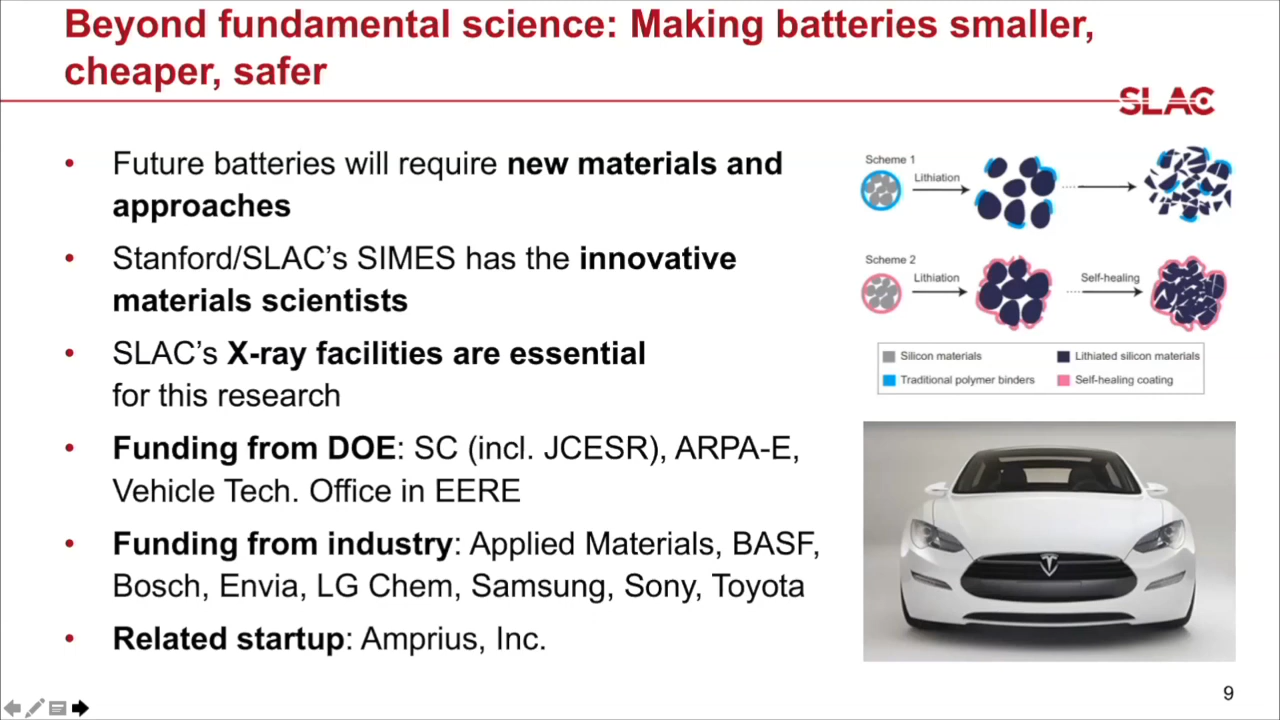 Beyond fundamental science: Making batteries smaller,
cheaper, safer
SLAC
• Future batteries will require new materials and
approaches
• Stanford/SLAC's SIMES has the innovative
materials scientists
• SLAC's X-ray facilities are essential
for this research
• Funding from DOE: SC (incl. JCESR), ARPA-E,
Vehicle Tech. Office in EERE
• Funding from industry: Applied Materials, BASF,
Bosch, Envia, LG Chem, Samsung, Sony, Toyota
• Related startup: Amprius, Inc.
Scheme 1
Lithiation
Scheme 2
Lithiation
Self-healing
Silicon materials
Lithiated silicon materials
Traditional polymer binders
Self-healing coating
9